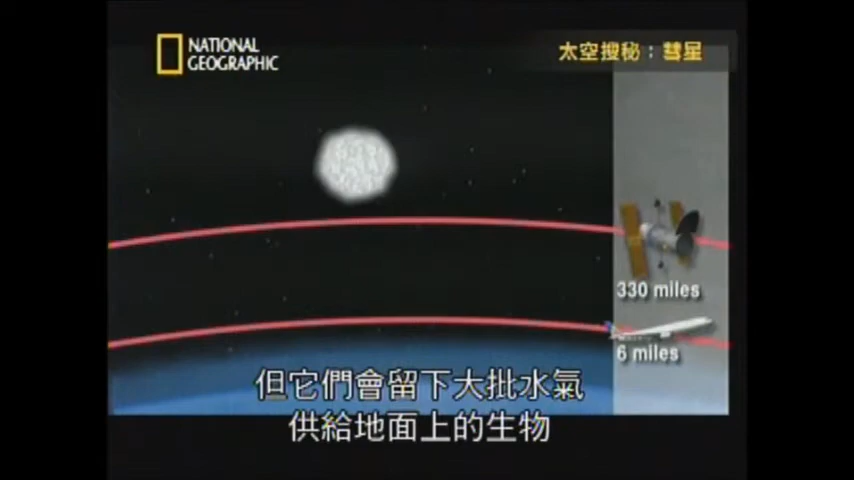 NATIONAL
GEOGRAPHIC
太空搜秘：彗星
330 miles
6 miles
但它們會留下大批水氣
供給地面上的生物